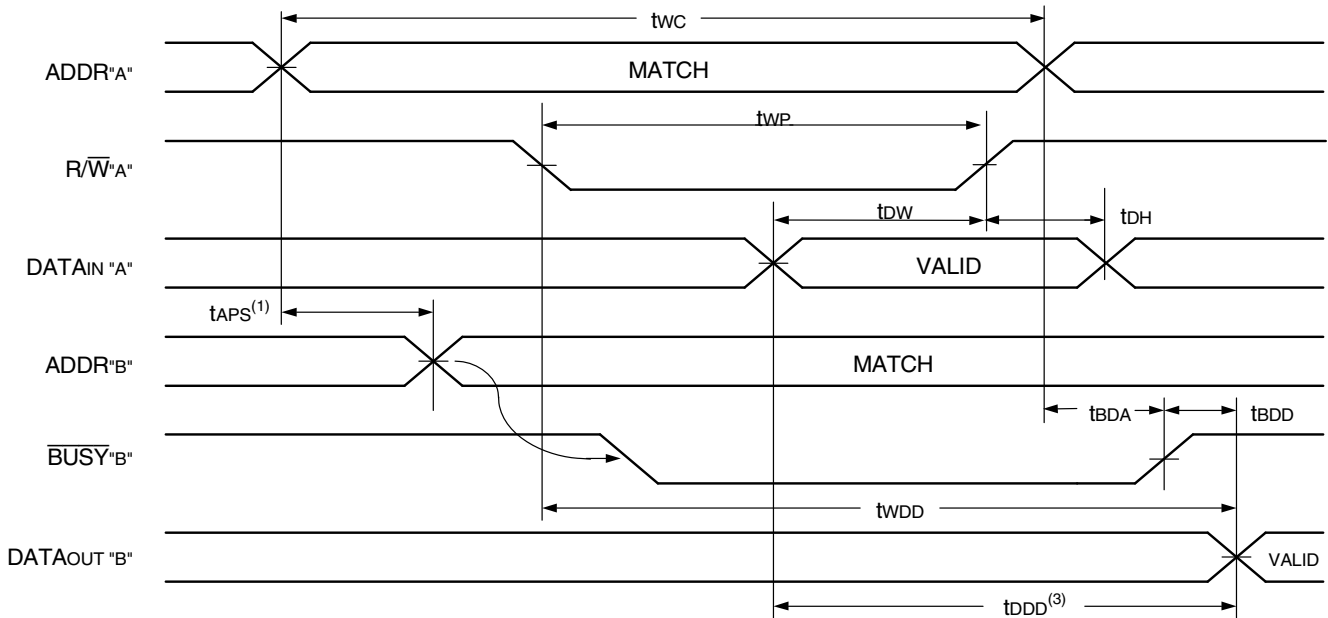 tWC
ADDR"A"
MATCH
tWP
R/W̅"A"
tDW
tDH
DATAIN "A"
VALID
tAPS(1)
ADDR"B"
MATCH
tBDA
tBDD
B̅U̅S̅Y̅"B"
tWDD
DATAOUT "B"
VALID
tDDD(3)